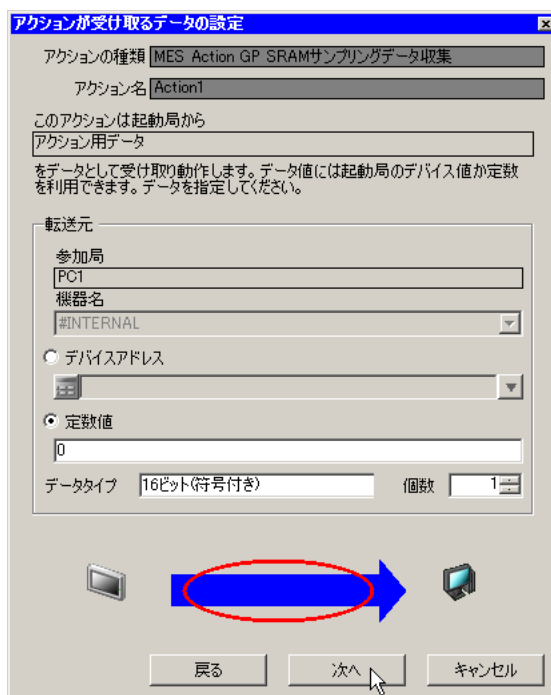 アクションが受け取るデータの設定
アクションの種類 MES Action GP SRAMサンプリングデータ収集
アクション名 Action1
このアクションは起動局から
アクション用データ
をデータとして受け取り動作します。データ値には起動局のデバイス値か定数
を利用できます。データを指定してください。
転送元
参加局
PC1
機器名
#INTERNAL
デバイスアドレス
定数値
0
データタイプ 16ビット(符号付き) 個数 1
戻る 次へ キャンセル